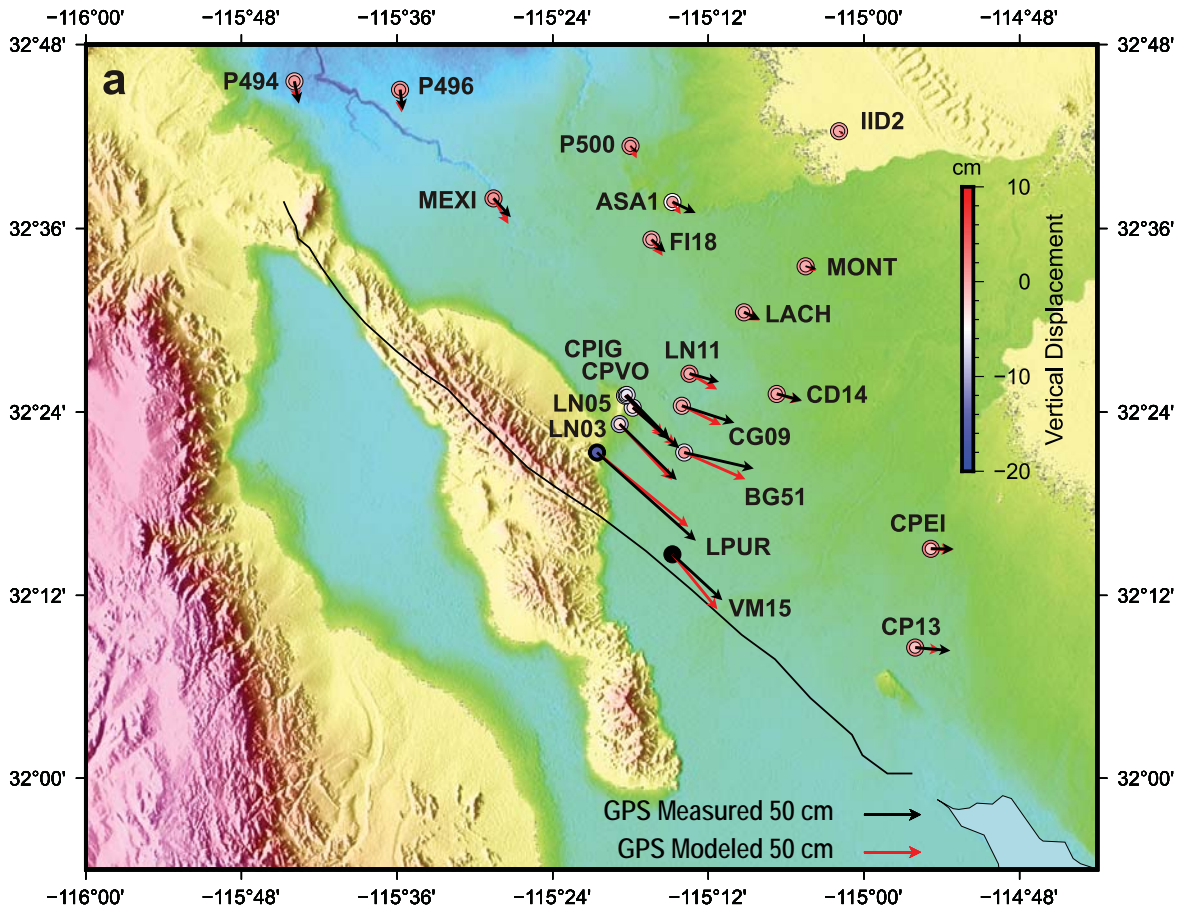 −116°00' −115°48' −115°36' −115°24' −115°12' −115°00' −114°48'
32°48' 32°48'
a
P494
P496
IID2
P500
cm
10
MEXI
ASA1
32°36' 32°36'
FI18
MONT
0
LACH
Vertical Displacement
CPIG
LN11
CPVO
−10
CD14
LN05
32°24' 32°24'
LN03
CG09
−20
BG51
CPEI
LPUR
32°12' 32°12'
VM15
CP13
32°00' 32°00'
GPS Measured 50 cm
GPS Modeled 50 cm
−116°00' −115°48' −115°36' −115°24' −115°12' −115°00' −114°48'